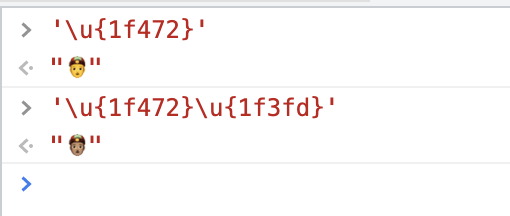 > '\u{1f472}'
<· "👲"
> '\u{1f472}\u{1f3fd}'
<· "👲🏽"
>